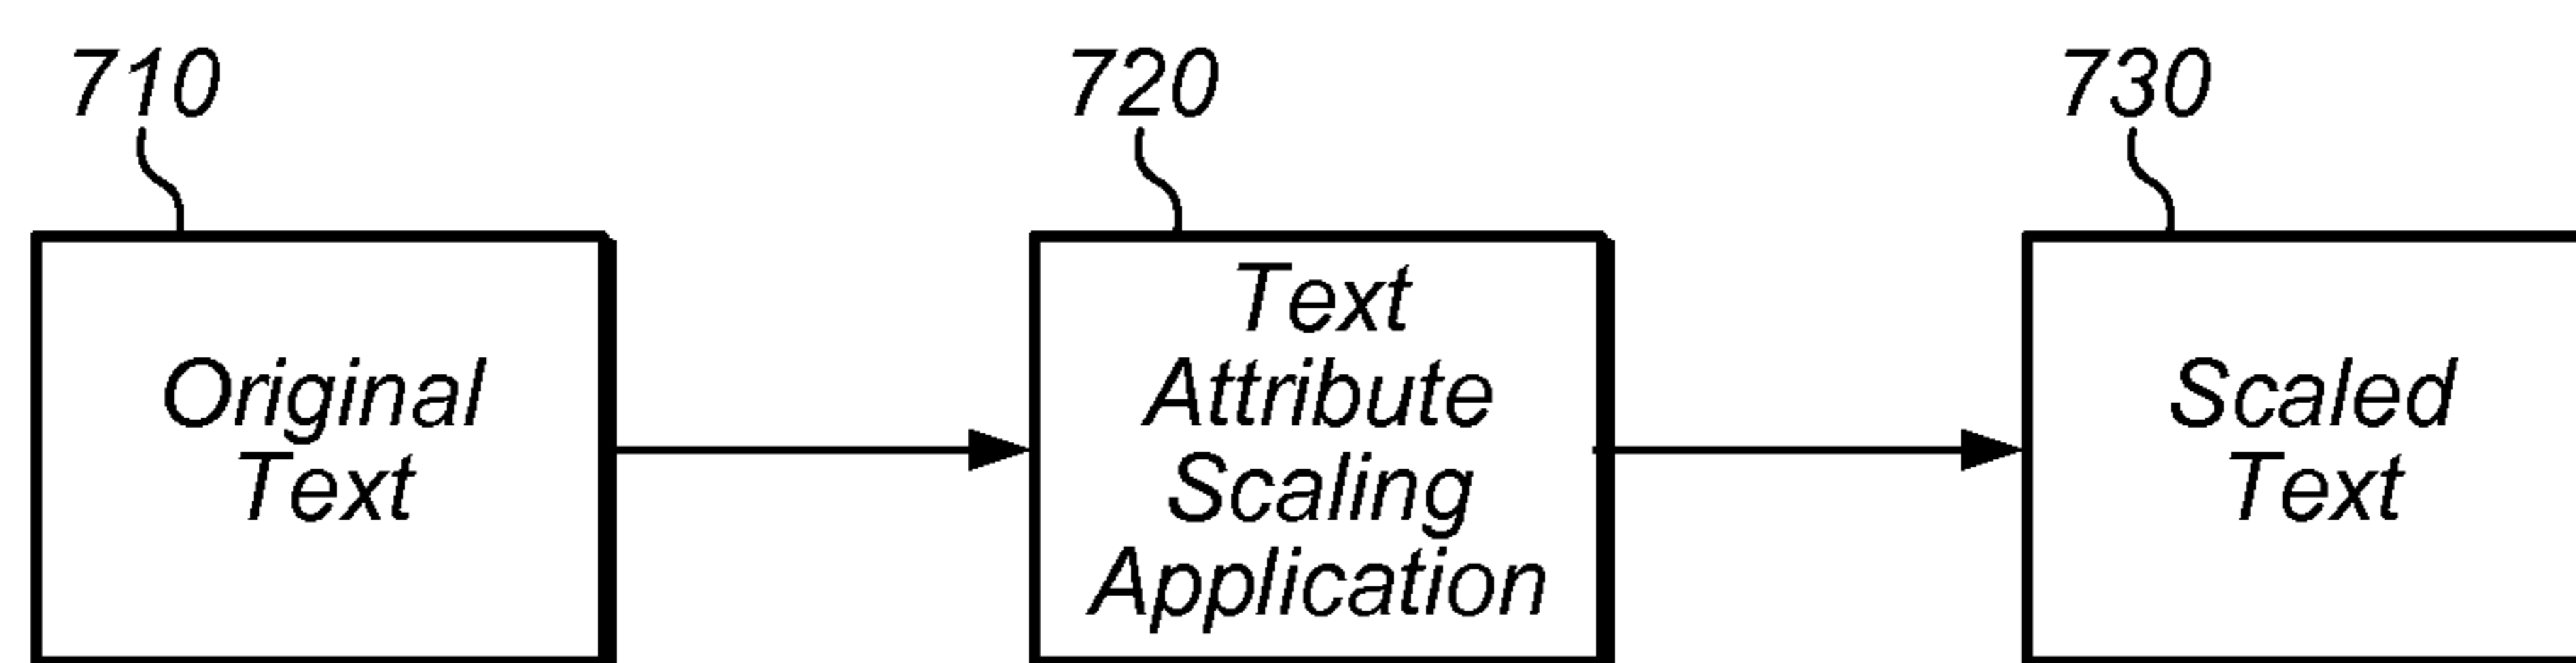 710
720
730
Original
Text
Text
Attribute
Scaling
Application
Scaled
Text